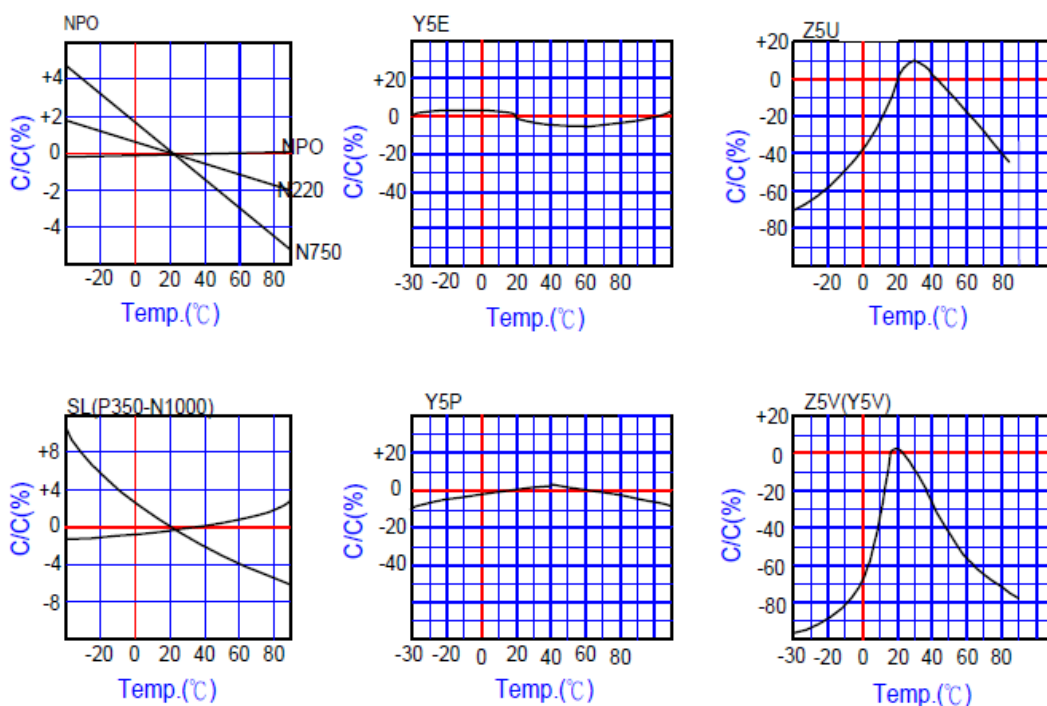 NPO
+4
+2
0
-2
-4
C/C(%)
NPO
N220
N750
-20 0 20 40 60 80
Temp.(℃)
Y5E
+20
0
-20
-40
C/C(%)
-30 -20 0 20 40 60 80
Temp.(℃)
Z5U
+20
0
-20
-40
-60
-80
C/C(%)
-20 0 20 40 60 80
Temp.(℃)
SL(P350-N1000)
+8
+4
0
-4
-8
C/C(%)
-20 0 20 40 60 80
Temp.(℃)
Y5P
+20
0
-20
-40
C/C(%)
-30 -20 0 20 40 60 80
Temp.(℃)
Z5V(Y5V)
+20
0
-20
-40
-60
-80
C/C(%)
-30 -20 0 20 40 60 80
Temp.(℃)